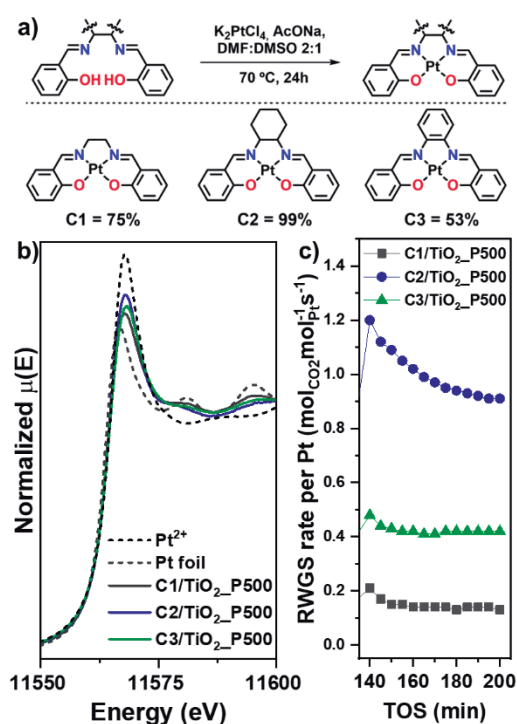 a)
K2PtCl4, AcONa,
DMF:DMSO 2:1
70 ºC, 24h
N N
OH HO
N N
Pt
O O
N N
Pt
O O
N N
Pt
O O
N N
Pt
O O
C1 = 75% C2 = 99% C3 = 53%
b)
Normalized μ(E)
Pt2+
Pt foil
C1/TiO2_P500
C2/TiO2_P500
C3/TiO2_P500
11550 11575 11600
Energy (eV)
c)
RWGS rate per Pt (molCO2molPt-1s-1)
C1/TiO2_P500
C2/TiO2_P500
C3/TiO2_P500
1.4
1.2
1.0
0.8
0.6
0.4
0.2
0.0
140 160 180 200
TOS (min)